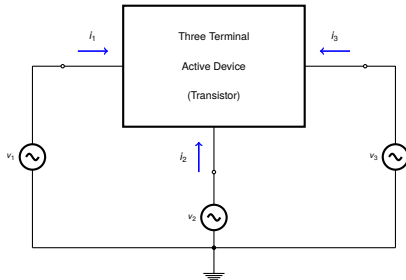 i1
Three Terminal
i3
Active Device
(Transistor)
i2
v1
v3
v2